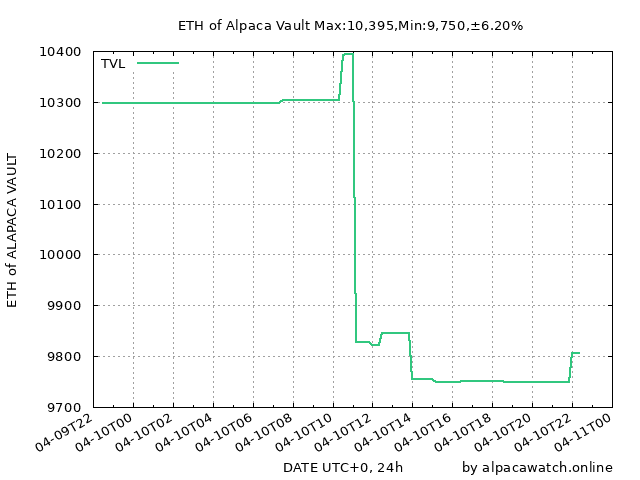 ETH of Alpaca Vault Max:10,395,Min:9,750,±6.20%
TVL
10400
10300
10200
10100
10000
9900
9800
9700
ETH of ALAPACA VAULT
04-09T22
04-10T00
04-10T02
04-10T04
04-10T06
04-10T08
04-10T10
04-10T12
04-10T14
04-10T16
04-10T18
04-10T20
04-10T22
04-11T00
DATE UTC+0, 24h
by alpacawatch.online